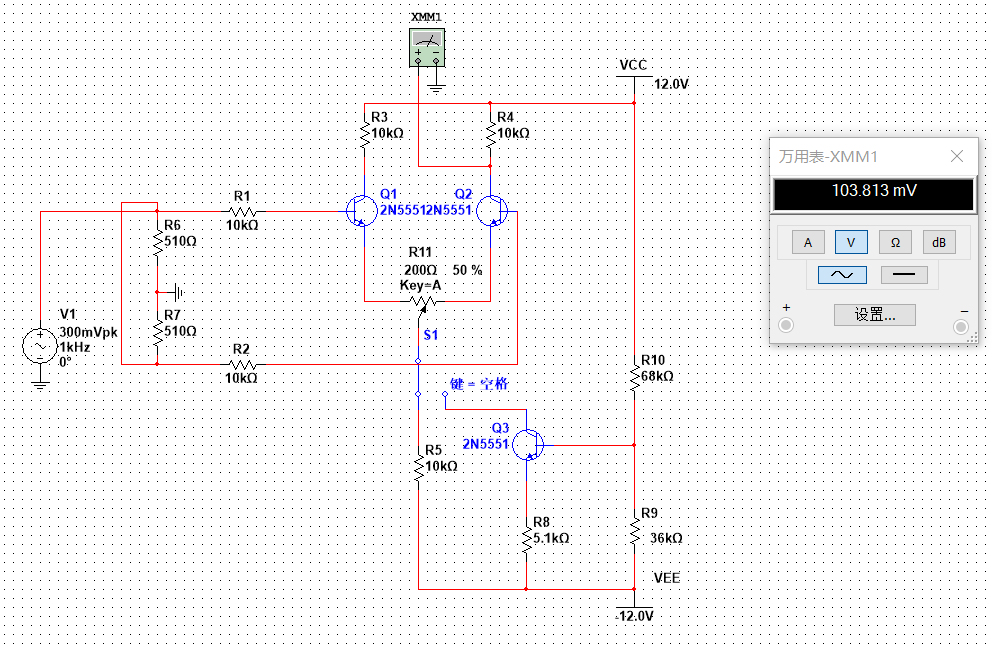 XMM1
VCC
12.0V
R3
10kΩ
R4
10kΩ
万用表-XMM1
103.813 mV
A
V
Ω
dB
设置...
+
−
Q1
2N5551
Q2
2N5551
R1
10kΩ
R6
510Ω
R11
200Ω 50 %
Key=A
R7
510Ω
V1
300mVpk
1kHz
0°
S1
R2
10kΩ
键 = 空格
R10
68kΩ
Q3
2N5551
R5
10kΩ
R8
5.1kΩ
R9
36kΩ
VEE
-12.0V